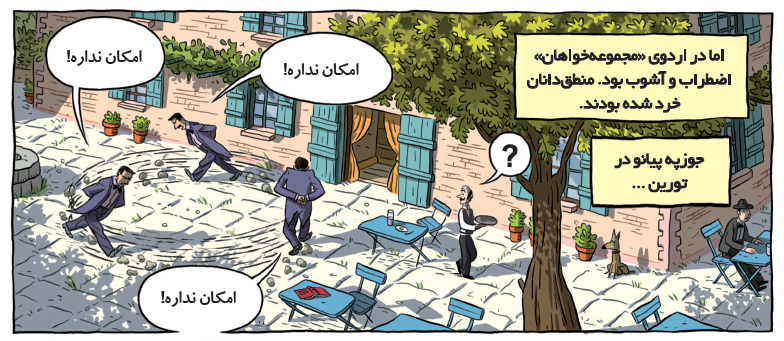 اما در اردوی «مجموعه‌خواهان»
اضطراب و آشوب بود. منطق‌دانان
خرد شده بودند.
جوزپه پیانو در
تورین ...
امکان نداره!
امکان نداره!
?
امکان نداره!